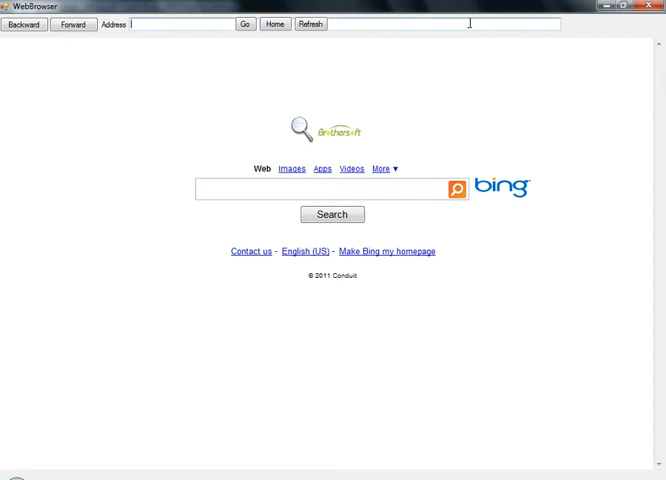 WebBrowser
Backward Forward Address Go Home Refresh
Brothersoft
Web Images Apps Videos More ▼
bing
Search
Contact us - English (US) - Make Bing my homepage
© 2011 Conduit